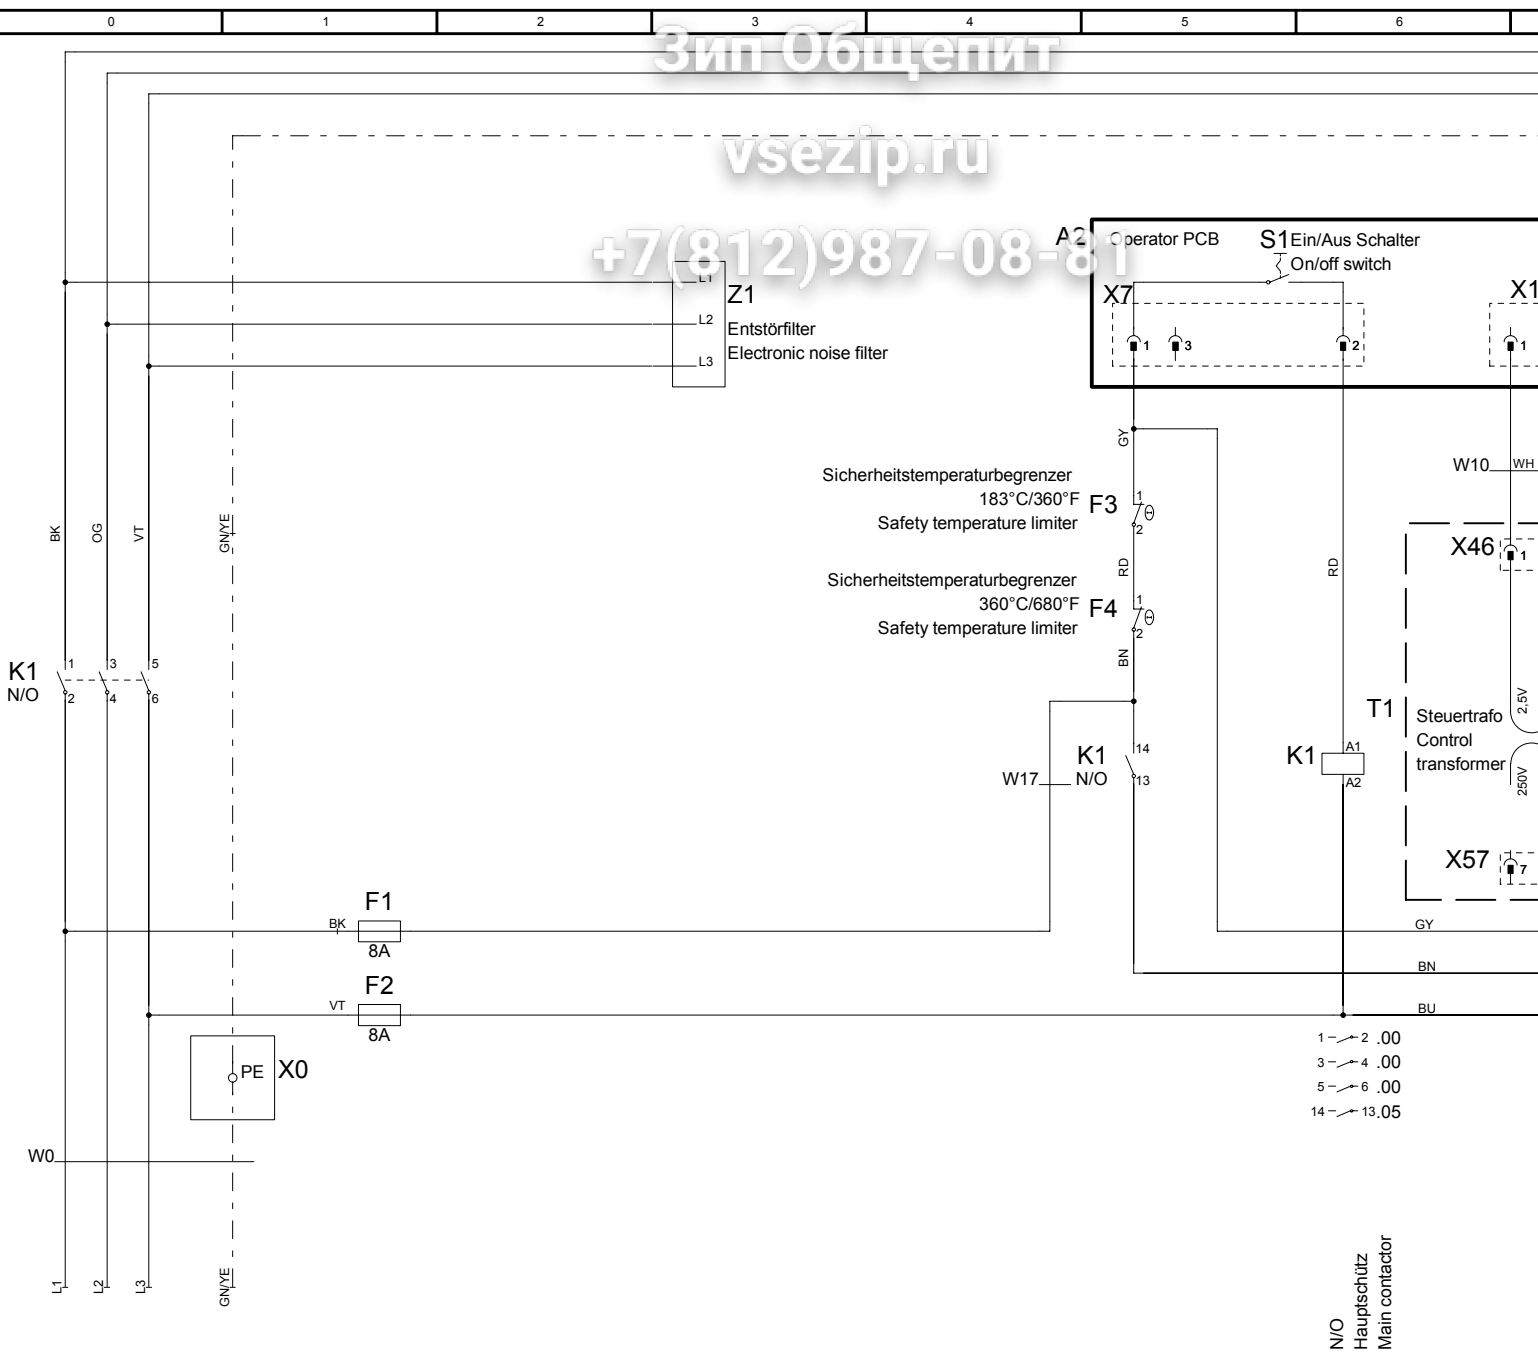 0 1 2 3 4 5 6
Зип Общепит
vsezip.ru
+7(812)987-08-81
A2 Operator PCB S1 Ein/Aus Schalter
On/off switch
X7 X1
1 3 2 1
L1 Z1
L2 Entstörfilter
L3 Electronic noise filter
GY
Sicherheitstemperaturbegrenzer
183°C/360°F F3 1
Safety temperature limiter 2
W10 WH
BK OG VT GN/YE
RD RD
X46 1
Sicherheitstemperaturbegrenzer
360°C/680°F F4 1
Safety temperature limiter 2
BN
K1 1 3 5
N/O 2 4 6
T1 Steuertrafo 2,5V
Control
transformer 250V
K1 14 K1 A1
W17 N/O 13 A2
X57 7
F1
BK GY
8A
BN
F2
VT BU
8A
1 2 .00
PE X0 3 4 .00
5 6 .00
14 13 .05
W0
L1 L2 L3 GN/YE
N/O
Hauptschütz
Main contactor